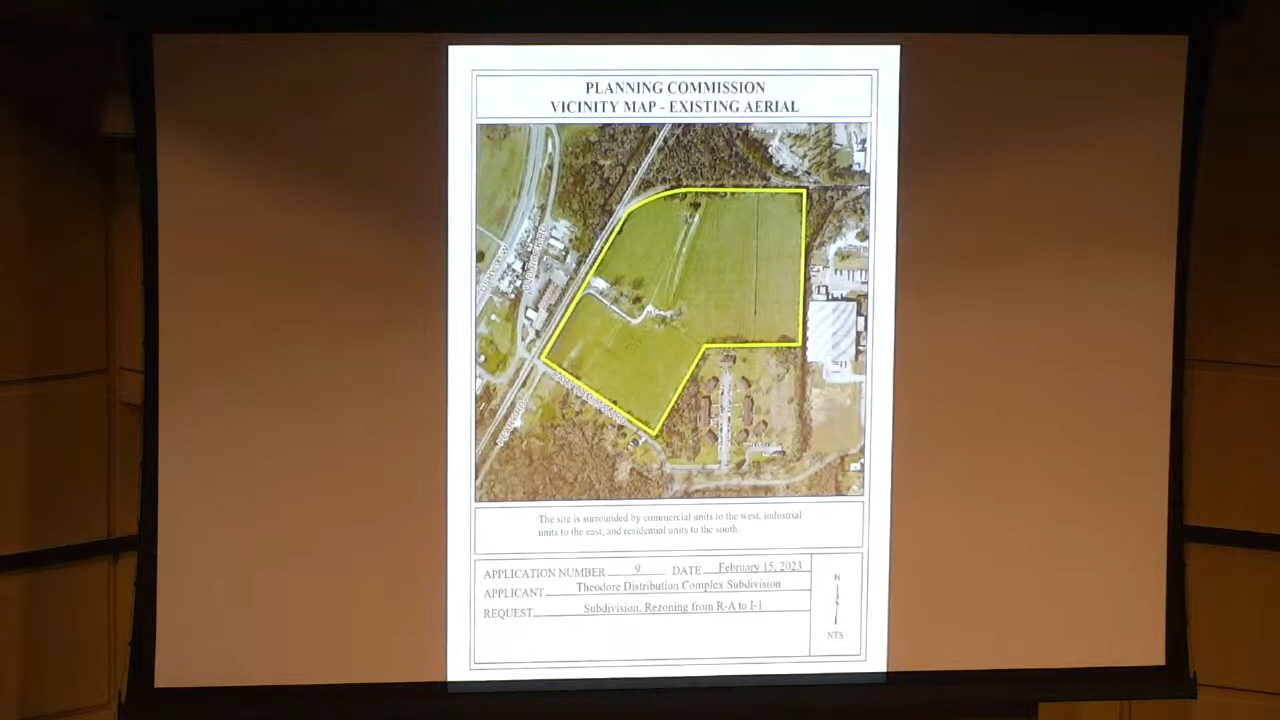 PLANNING COMMISSION
VICINITY MAP - EXISTING AERIAL
The site is surrounded by commercial units to the west, industrial
units to the east, and residential units to the south.
APPLICATION NUMBER 9 DATE February 15, 2023
APPLICANT Theodore Distribution Complex Subdivision
REQUEST Subdivision, Rezoning from R-A to I-1
N
NTS